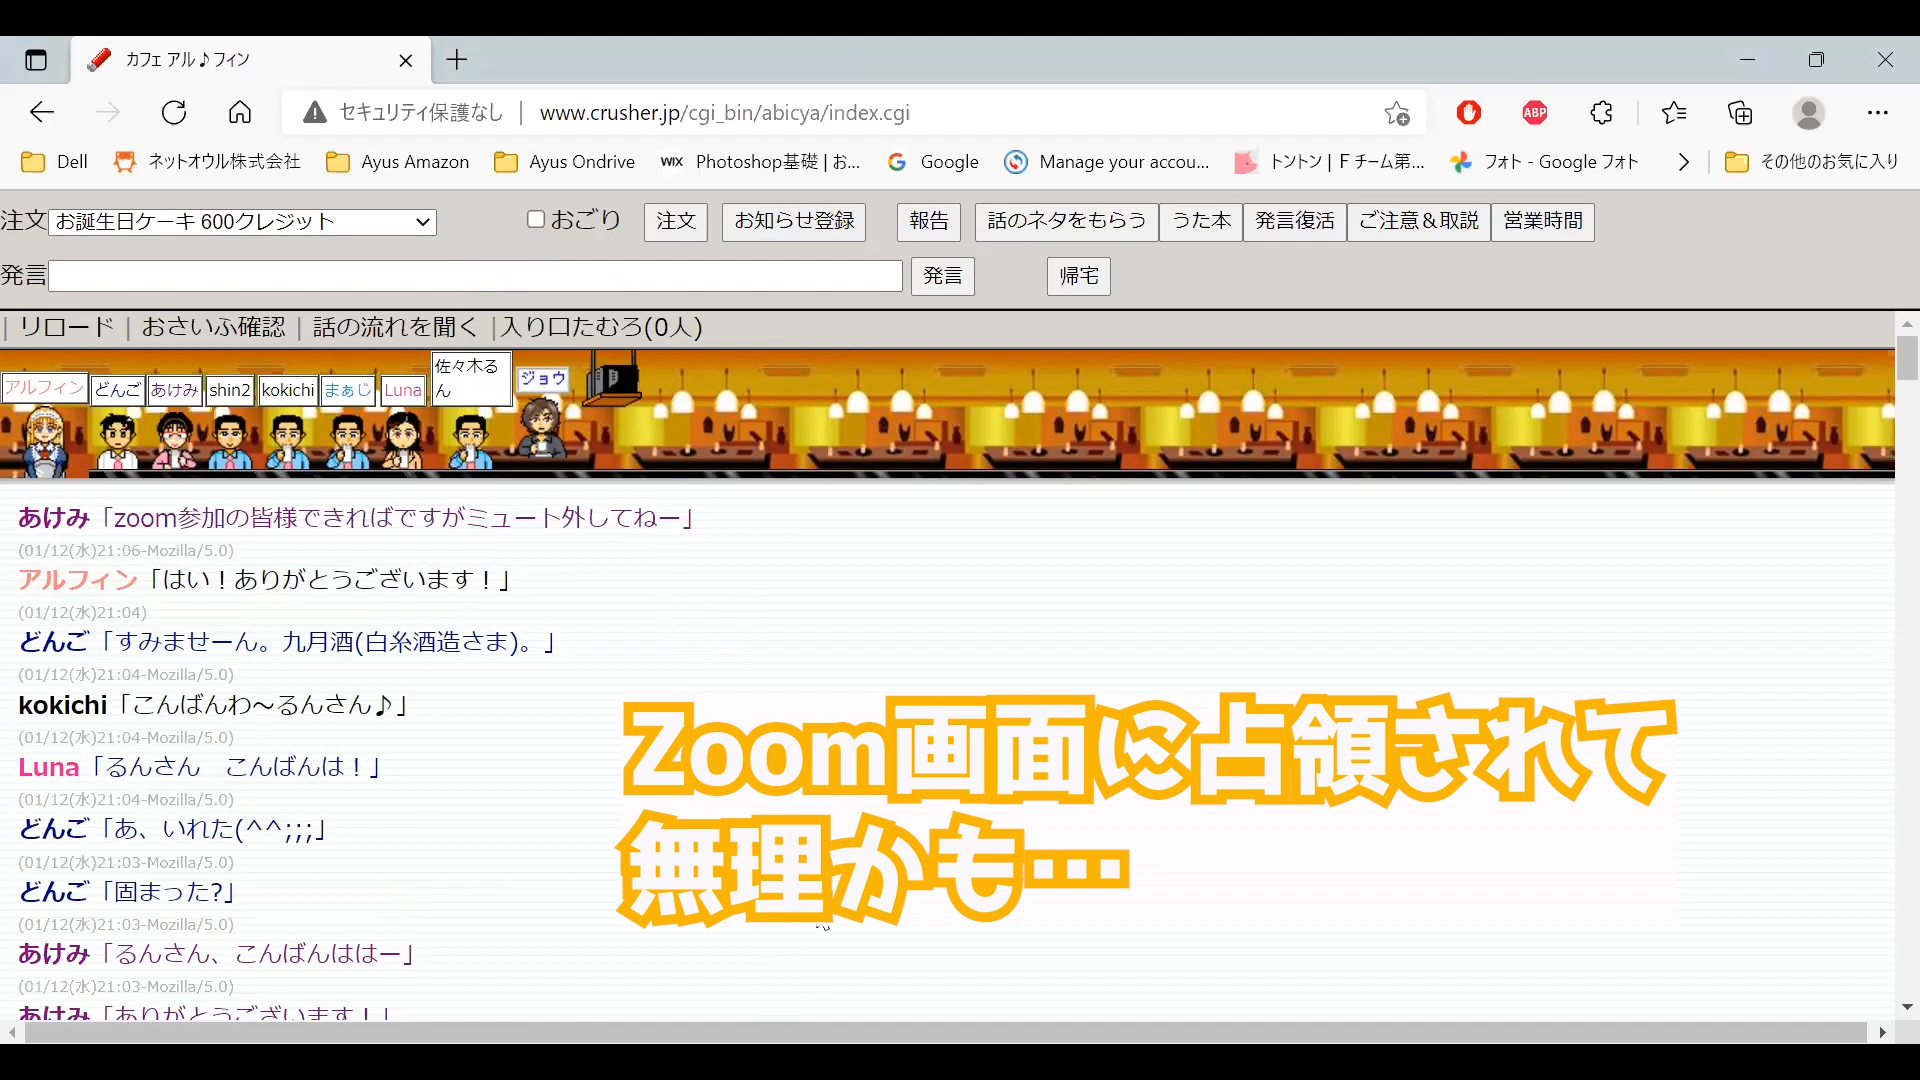 カフェ アル♪フィン
セキュリティ保護なし
www.crusher.jp/cgi_bin/abicya/index.cgi
ABP
Dell
ネットオウル株式会社
Ayus Amazon
Ayus Ondrive
WIX Photoshop基礎 | お...
Google
Manage your accou...
トントン | F チーム第...
フォト - Google フォト
その他のお気に入り
注文 お誕生日ケーキ 600クレジット おごり 注文 お知らせ登録 報告 話のネタをもらう うた本 発言復活 ご注意&取説 営業時間
発言 発言 帰宅
| リロード | おさいふ確認 | 話の流れを聞く |入り口たむろ(0人)
アルフィン どんご あけみ shin2 kokichi まぁじ Luna 佐々木るん ジョウ
あけみ「zoom参加の皆様できればですがミュート外してねー」
(01/12(水)21:06-Mozilla/5.0)
アルフィン「はい！ありがとうございます！」
(01/12(水)21:04)
どんご「すみませーん。九月酒(白糸酒造さま)。」
(01/12(水)21:04-Mozilla/5.0)
kokichi「こんばんわ～るんさん♪」
(01/12(水)21:04-Mozilla/5.0)
Luna「るんさん　こんばんは！」
(01/12(水)21:04-Mozilla/5.0)
どんご「あ、いれた(^^;;;」
(01/12(水)21:03-Mozilla/5.0)
どんご「固まった?」
(01/12(水)21:03-Mozilla/5.0)
あけみ「るんさん、こんばんははー」
(01/12(水)21:03-Mozilla/5.0)
あけみ「ありがとうございます！」
Zoom画面に占領されて
無理かも…